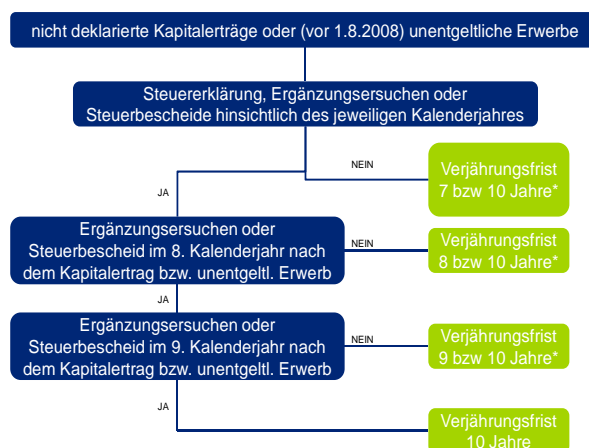 nicht deklarierte Kapitalerträge oder (vor 1.8.2008) unentgeltliche Erwerbe
Steuererklärung, Ergänzungsersuchen oder
Steuerbescheide hinsichtlich des jeweiligen Kalenderjahres
NEIN
Verjährungsfrist
7 bzw 10 Jahre*
JA
Ergänzungsersuchen oder
Steuerbescheid im 8. Kalenderjahr nach
dem Kapitalertrag bzw. unentgeltl. Erwerb
NEIN
Verjährungsfrist
8 bzw 10 Jahre*
JA
Ergänzungsersuchen oder
Steuerbescheid im 9. Kalenderjahr nach
dem Kapitalertrag bzw. unentgeltl. Erwerb
NEIN
Verjährungsfrist
9 bzw 10 Jahre*
JA
Verjährungsfrist
10 Jahre